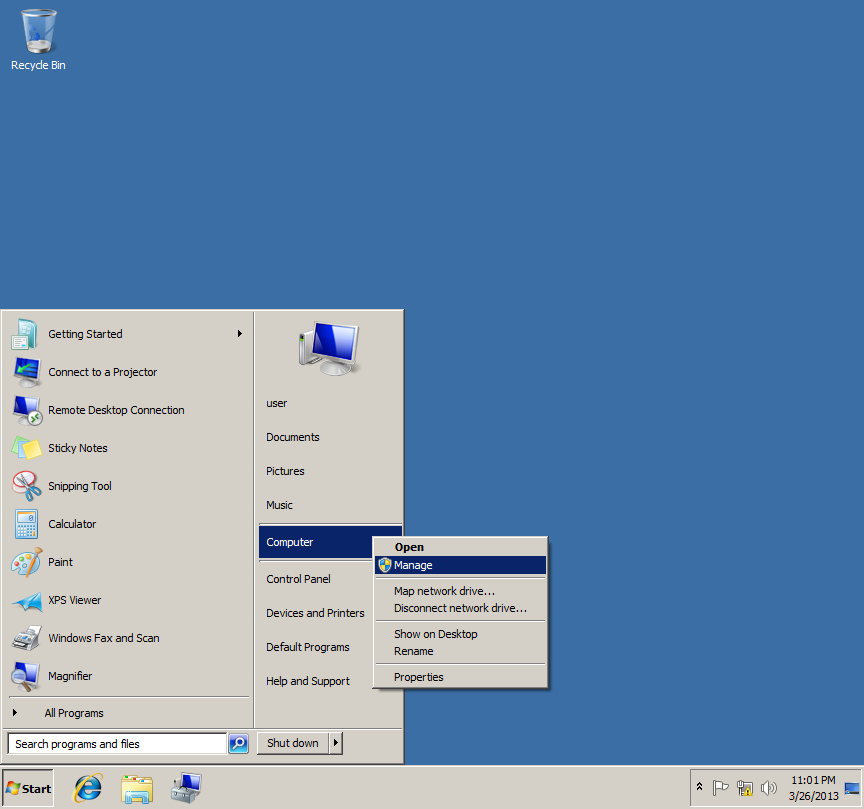 Recycle Bin
Getting Started
Connect to a Projector
Remote Desktop Connection
Sticky Notes
Snipping Tool
Calculator
Paint
XPS Viewer
Windows Fax and Scan
Magnifier
All Programs
Search programs and files
user
Documents
Pictures
Music
Computer
Control Panel
Devices and Printers
Default Programs
Help and Support
Shut down
Open
Manage
Map network drive...
Disconnect network drive...
Show on Desktop
Rename
Properties
Start
11:01 PM
3/26/2013